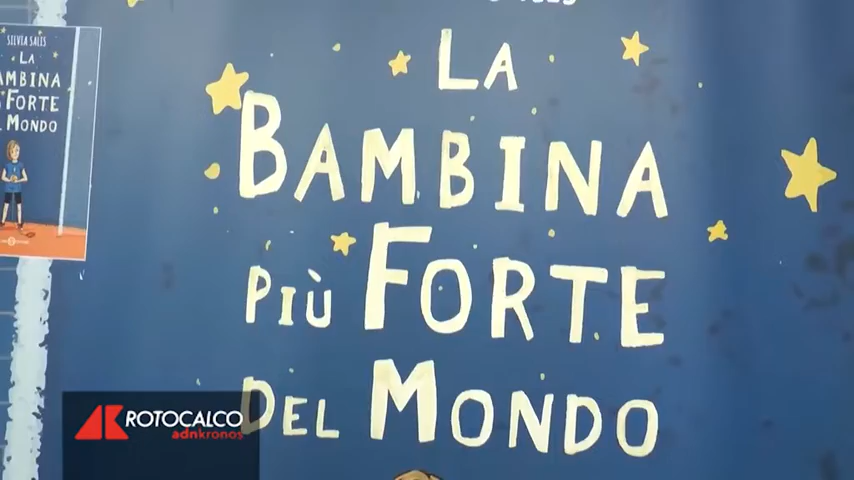 SILVIA SALIS
LA
BAMBINA
FORTE
MONDO
LA
BAMBINA
PIÙ FORTE
DEL MONDO
ROTOCALCO
adnkronos